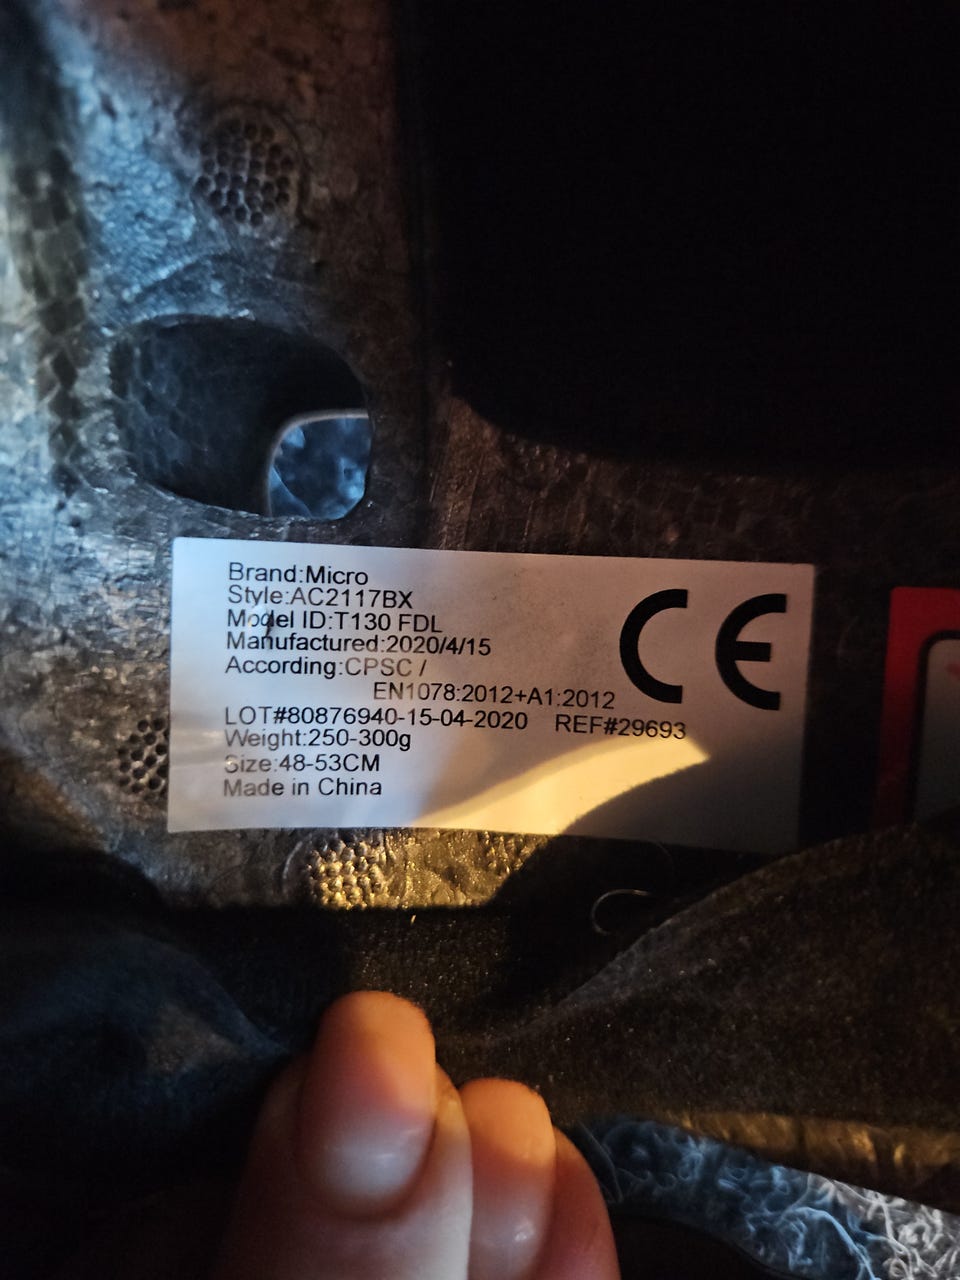 Brand:Micro
Style:AC2117BX
Model ID:T130 FDL
Manufactured:2020/4/15
According:CPSC /
EN1078:2012+A1:2012
LOT#80876940-15-04-2020 REF#29693
Weight:250-300g
Size:48-53CM
Made in China
CE